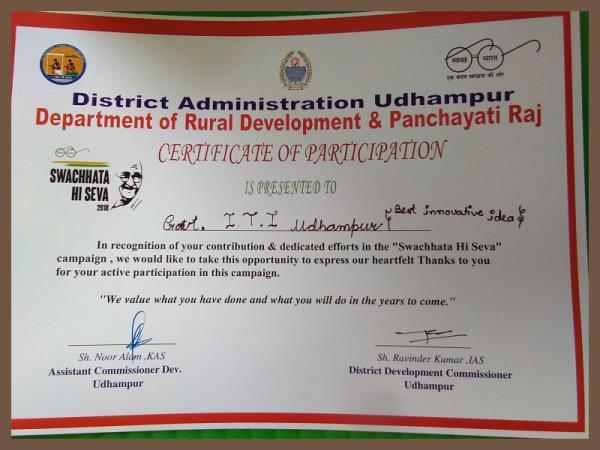 स्वच्छ भारत
एक कदम स्वच्छता की ओर
District Administration Udhampur
Department of Rural Development & Panchayati Raj
CERTIFICATE OF PARTICIPATION
SWACHHATA
HI SEVA
2018
IS PRESENTED TO
Govt. I.T.I Udhampur { Best innovative idea }
In recognition of your contribution & dedicated efforts in the "Swachhata Hi Seva"
campaign , we would like to take this opportunity to express our heartfelt Thanks to you
for your active participation in this campaign.
"We value what you have done and what you will do in the years to come."
Sh. Noor Alam ,KAS
Assistant Commissioner Dev.
Udhampur
Sh. Ravinder Kumar ,IAS
District Development Commissioner
Udhampur